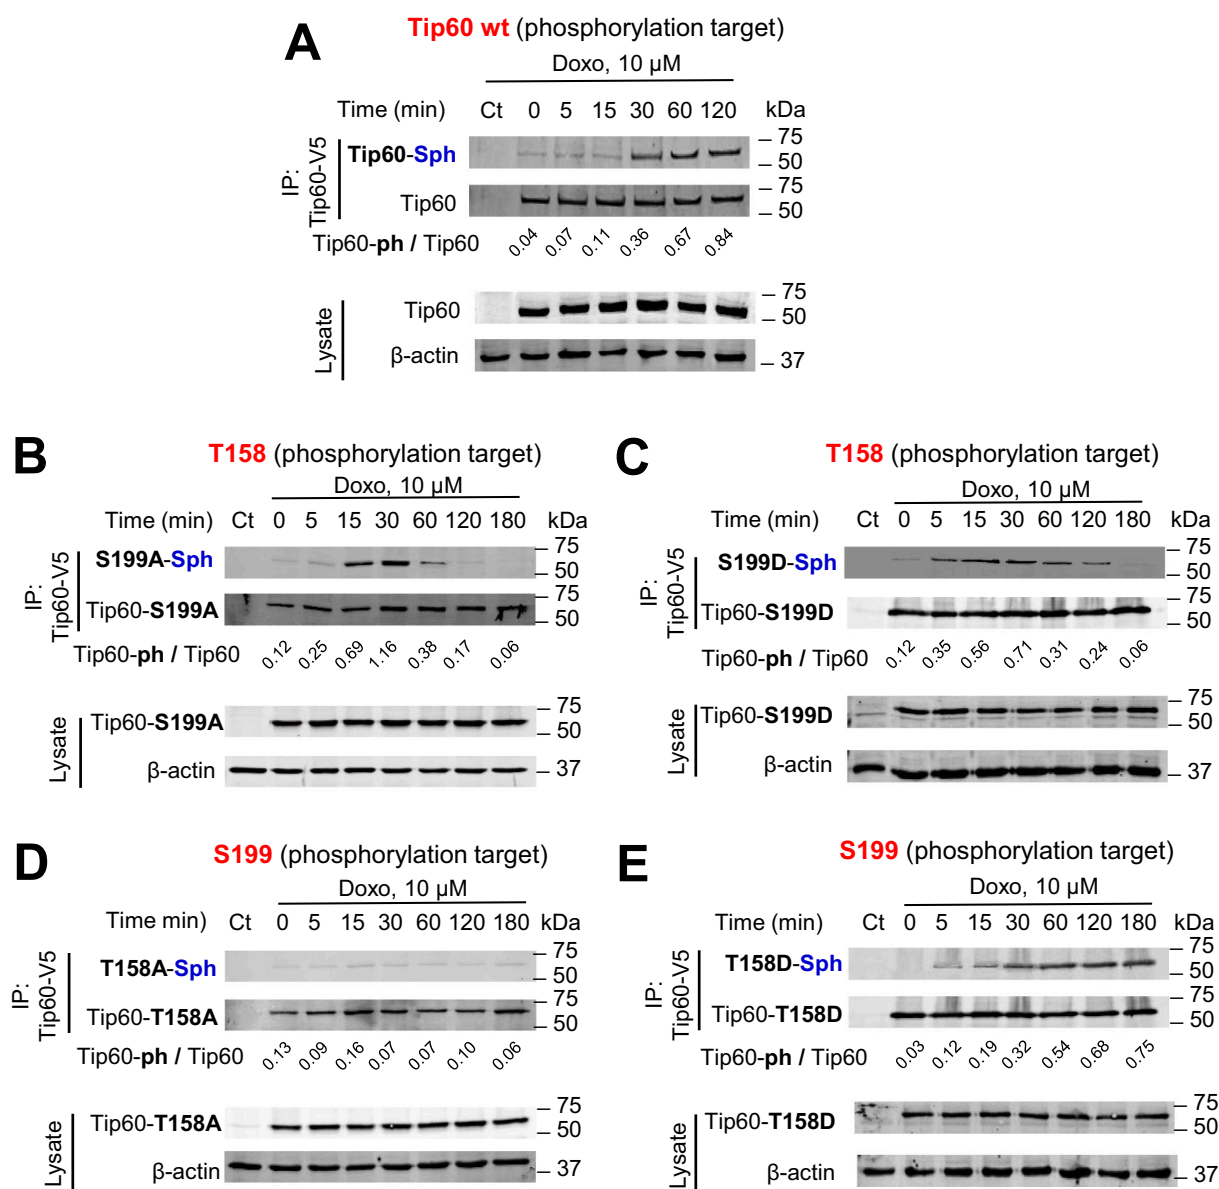 A
Tip60 wt (phosphorylation target)
Doxo, 10 µM
Time (min) Ct 0 5 15 30 60 120 kDa
IP:
Tip60-V5
Tip60-Sph
– 75
– 50
Tip60
– 75
– 50
Tip60-ph / Tip60 0.04 0.07 0.11 0.36 0.67 0.84
Lysate
Tip60
– 75
– 50
β-actin
– 37
B
T158 (phosphorylation target)
Doxo, 10 µM
Time (min) Ct 0 5 15 30 60 120 180 kDa
IP:
Tip60-V5
S199A-Sph
– 75
– 50
Tip60-S199A
– 75
– 50
Tip60-ph / Tip60 0.12 0.25 0.69 1.16 0.38 0.17 0.06
Lysate
Tip60-S199A
– 75
– 50
β-actin
– 37
C
T158 (phosphorylation target)
Doxo, 10 µM
Time (min) Ct 0 5 15 30 60 120 180 kDa
IP:
Tip60-V5
S199D-Sph
– 75
– 50
Tip60-S199D
– 75
– 50
Tip60-ph / Tip60 0.12 0.35 0.56 0.71 0.31 0.24 0.06
Lysate
Tip60-S199D
– 75
– 50
β-actin
– 37
D
S199 (phosphorylation target)
Doxo, 10 µM
Time min) Ct 0 5 15 30 60 120 180 kDa
IP:
Tip60-V5
T158A-Sph
– 75
– 50
Tip60-T158A
– 75
– 50
Tip60-ph / Tip60 0.13 0.09 0.16 0.07 0.07 0.10 0.06
Lysate
Tip60-T158A
– 75
– 50
β-actin
– 37
E
S199 (phosphorylation target)
Doxo, 10 µM
Time (min) Ct 0 5 15 30 60 120 180 kDa
IP:
Tip60-V5
T158D-Sph
– 75
– 50
Tip60-T158D
– 75
– 50
Tip60-ph / Tip60 0.03 0.12 0.19 0.32 0.54 0.68 0.75
Lysate
Tip60-T158D
– 75
– 50
β-actin
– 37